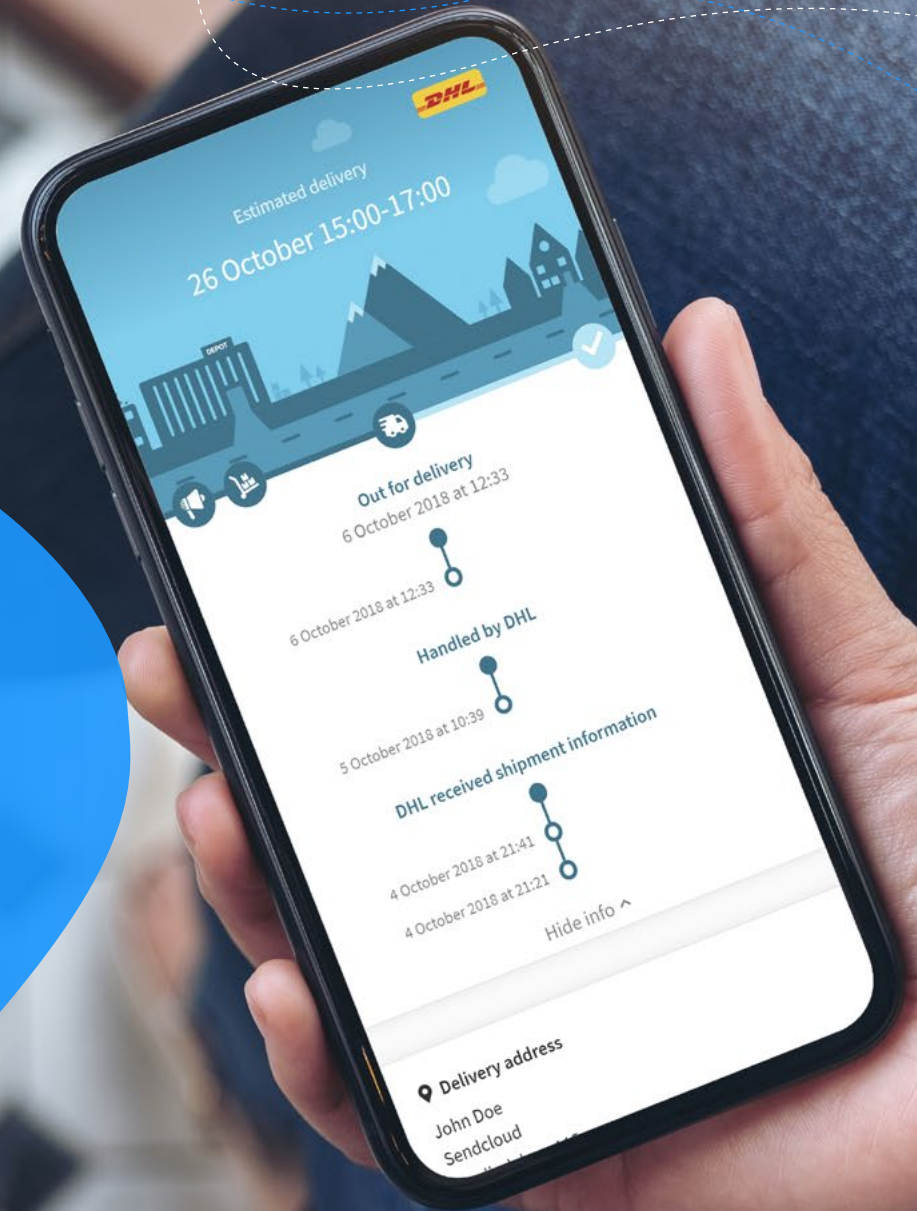 DHL
Estimated delivery
26 October 15:00-17:00
DEPOT
Out for delivery
6 October 2018 at 12:33
6 October 2018 at 12:33
Handled by DHL
5 October 2018 at 10:39
DHL received shipment information
4 October 2018 at 21:41
4 October 2018 at 21:21
Hide info
Delivery address
John Doe
Sendcloud